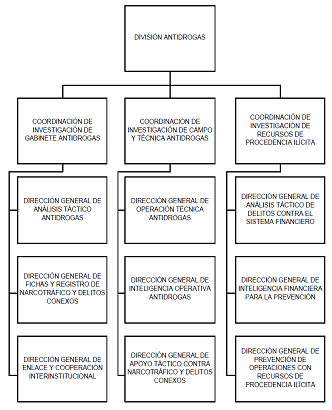 DIVISIÓN ANTIDROGAS
COORDINACIÓN DE
INVESTIGACIÓN DE
GABINETE ANTIDROGAS
COORDINACIÓN DE
INVESTIGACIÓN DE CAMPO
Y TÉCNICA ANTIDROGAS
COORDINACIÓN DE
INVESTIGACIÓN DE
RECURSOS DE
PROCEDENCIA ILÍCITA
DIRECCIÓN GENERAL DE
ANÁLISIS TÁCTICO
ANTIDROGAS
DIRECCIÓN GENERAL DE
OPERACIÓN TÉCNICA
ANTIDROGAS
DIRECCIÓN GENERAL DE
ANÁLISIS TÁCTICO DE
DELITOS CONTRA EL
SISTEMA FINANCIERO
DIRECCIÓN GENERAL DE
FICHAS Y REGISTRO DE
NARCOTRÁFICO Y DELITOS
CONEXOS
DIRECCIÓN GENERAL DE
INTELIGENCIA OPERATIVA
ANTIDROGAS
DIRECCIÓN GENERAL DE
INTELIGENCIA FINANCIERA
PARA LA PREVENCIÓN
DIRECCIÓN GENERAL DE
ENLACE Y COOPERACIÓN
INTERINSTITUCIONAL
DIRECCIÓN GENERAL DE
APOYO TÁCTICO CONTRA
NARCOTRÁFICO Y DELITOS
CONEXOS
DIRECCIÓN GENERAL DE
PREVENCIÓN DE
OPERACIONES CON
RECURSOS DE
PROCEDENCIA ILÍCITA